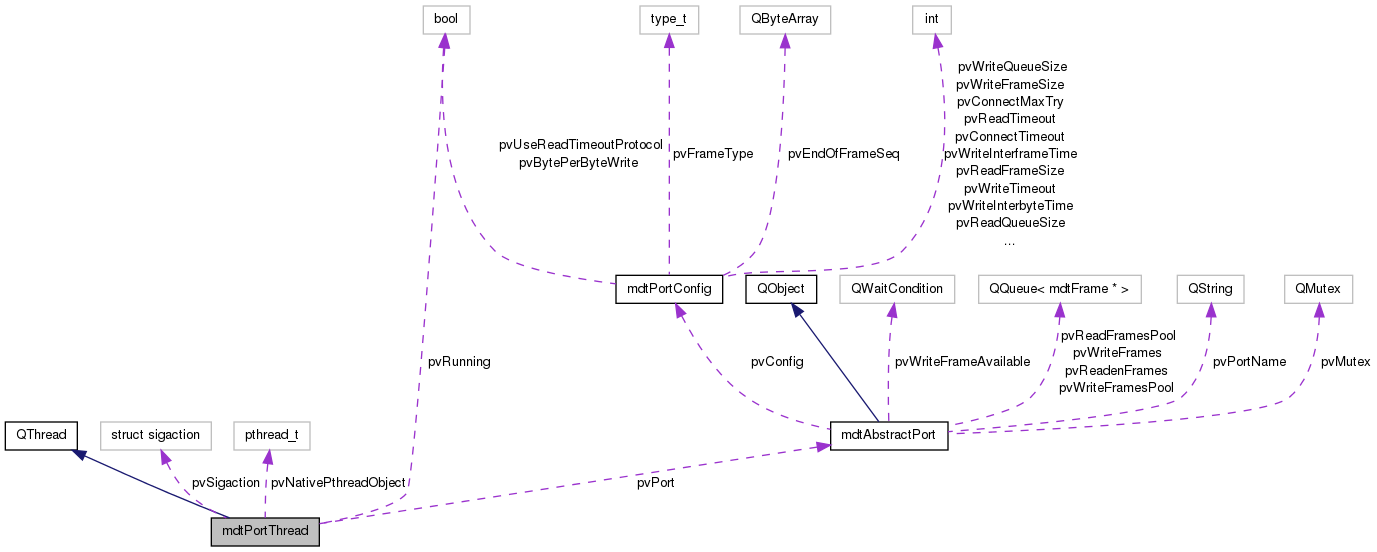 bool
type_t
QByteArray
int
pvWriteQueueSize
pvWriteFrameSize
pvConnectMaxTry
pvReadTimeout
pvConnectTimeout
pvWriteInterframeTime
pvReadFrameSize
pvWriteTimeout
pvWriteInterbyteTime
pvReadQueueSize
...
pvUseReadTimeoutProtocol
pvBytePerByteWrite
pvFrameType
pvEndOfFrameSeq
mdtPortConfig
QObject
QWaitCondition
QQueue< mdtFrame * >
QString
QMutex
pvRunning
pvConfig
pvWriteFrameAvailable
pvReadFramesPool
pvWriteFrames
pvReadenFrames
pvWriteFramesPool
pvPortName
pvMutex
QThread
struct sigaction
pthread_t
mdtAbstractPort
pvSigaction
pvNativePthreadObject
pvPort
mdtPortThread